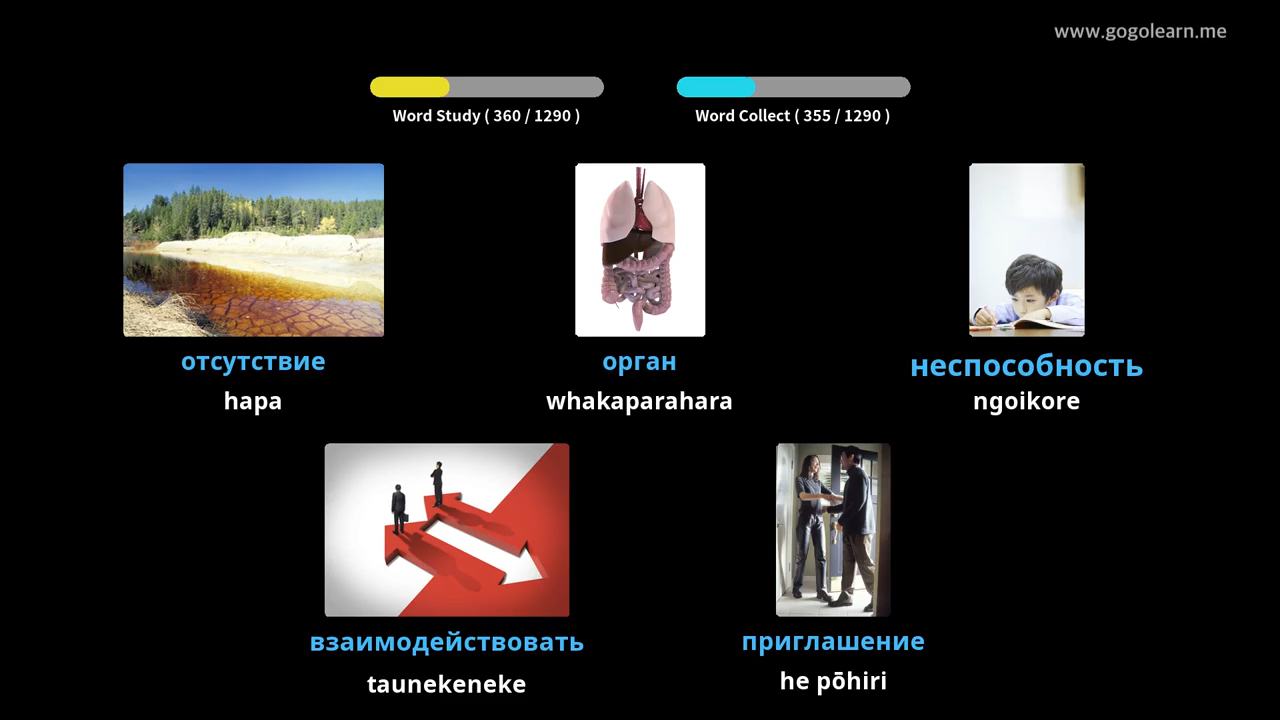 www.gogolearn.me
Word Study ( 360 / 1290 )
Word Collect ( 355 / 1290 )
отсутствие
hapa
орган
whakaparahara
неспособность
ngoikore
взаимодействовать
taunekeneke
приглашение
he pōhiri